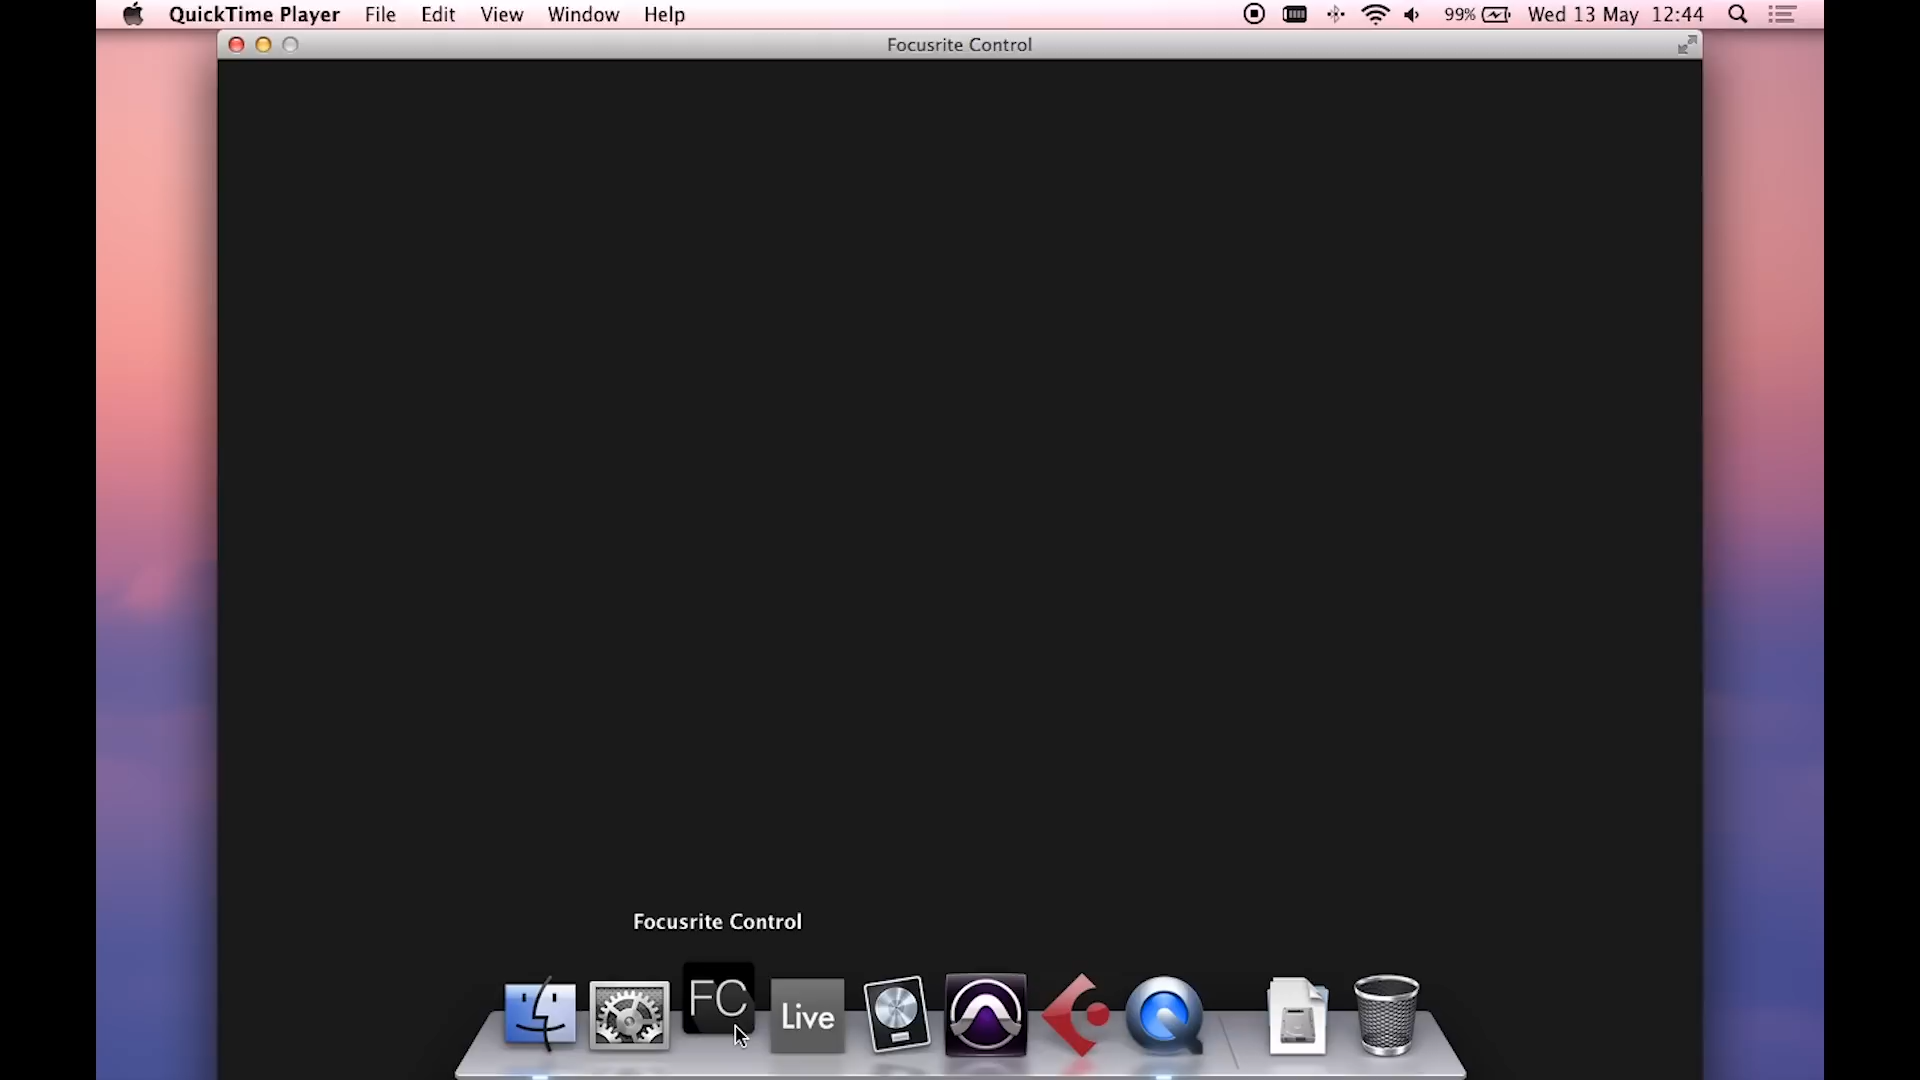 QuickTime Player File Edit View Window Help 99% Wed 13 May 12:44
Focusrite Control
Focusrite Control
FC
Live